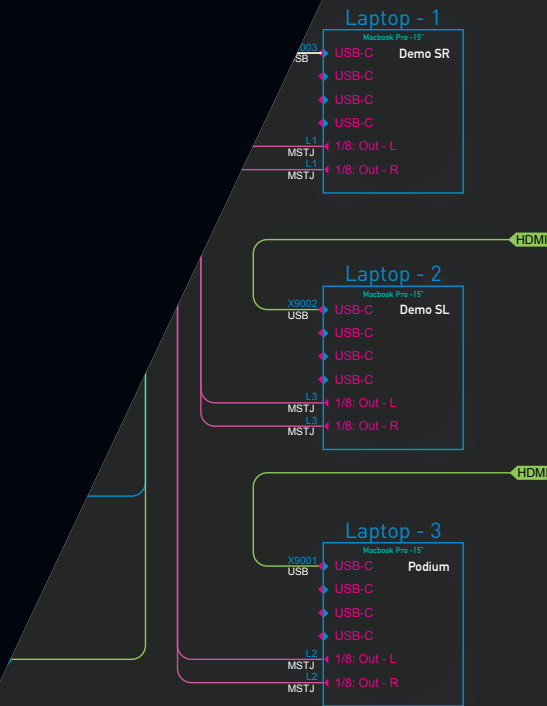 Laptop - 1
Macbook Pro -15"
USB-C Demo SR
USB-C
USB-C
USB-C
L1
MSTJ
1/8: Out - L
L1
MSTJ
1/8: Out - R
HDMI
Laptop - 2
Macbook Pro -15"
X9002
USB
USB-C Demo SL
USB-C
USB-C
USB-C
L3
MSTJ
1/8: Out - L
L3
MSTJ
1/8: Out - R
HDMI
Laptop - 3
Macbook Pro -15"
X9001
USB
USB-C Podium
USB-C
USB-C
USB-C
L2
MSTJ
1/8: Out - L
L2
MSTJ
1/8: Out - R